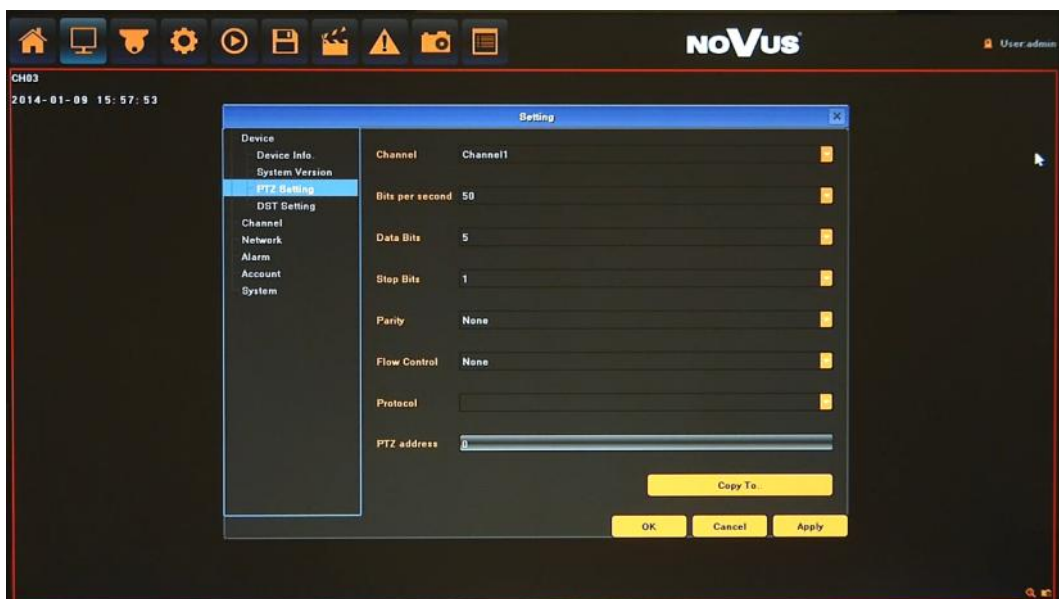 NOVUS
User:admin
CH03
2014-01-09 15:57:53
Setting
Device
Device Info.
System Version
PTZ Setting
DST Setting
Channel
Network
Alarm
Account
System
Channel Channel1
Bits per second 50
Data Bits 5
Stop Bits 1
Parity None
Flow Control None
Protocol
PTZ address 0
Copy To..
OK Cancel Apply